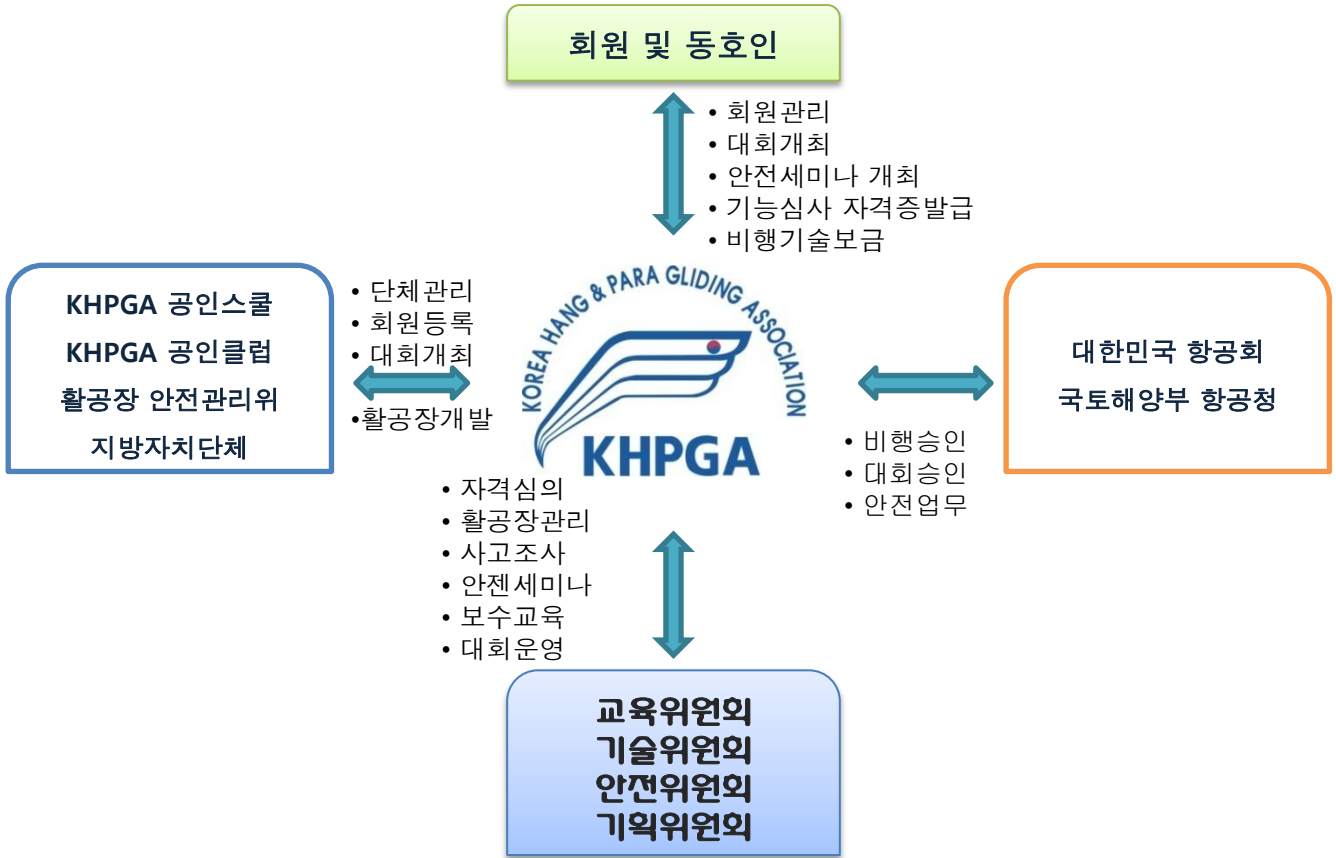 회원 및 동호인
• 회원관리
• 대회개최
• 안전세미나 개최
• 기능심사 자격증발급
• 비행기술보금
KHPGA 공인스쿨
KHPGA 공인클럽
활공장 안전관리위
지방자치단체
• 단체관리
• 회원등록
• 대회개최
•활공장개발
KOREA HANG & PARA GLIDING ASSOCIATION
KHPGA
대한민국 항공회
국토해양부 항공청
• 비행승인
• 대회승인
• 안전업무
• 자격심의
• 활공장관리
• 사고조사
• 안젠세미나
• 보수교육
• 대회운영
교육위원회
기술위원회
안전위원회
기획위원회